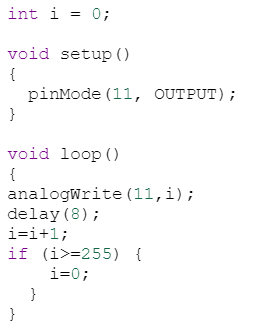 int i = 0;

void setup()
{
  pinMode(11, OUTPUT);
}

void loop()
{
analogWrite(11,i);
delay(8);
i=i+1;
if (i>=255) {
    i=0;
  }
}